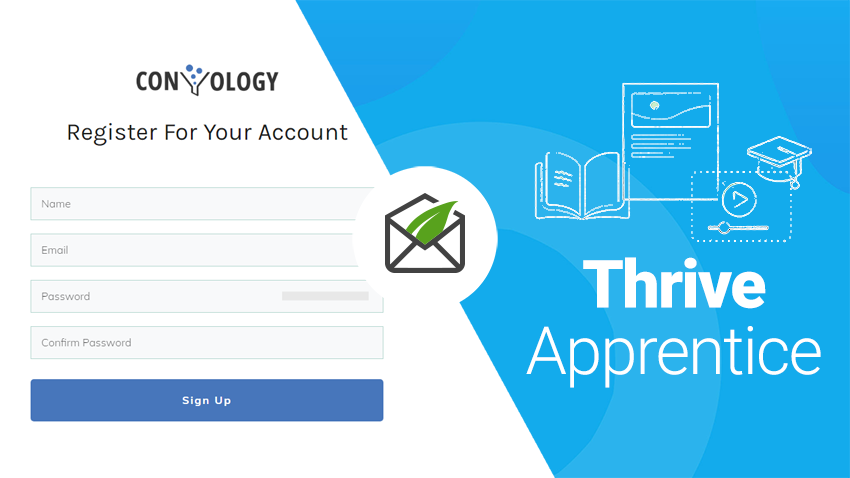 CONVOLOGY
Register For Your Account
Name
Email
Password
Confirm Password
Sign Up
Thrive
Apprentice